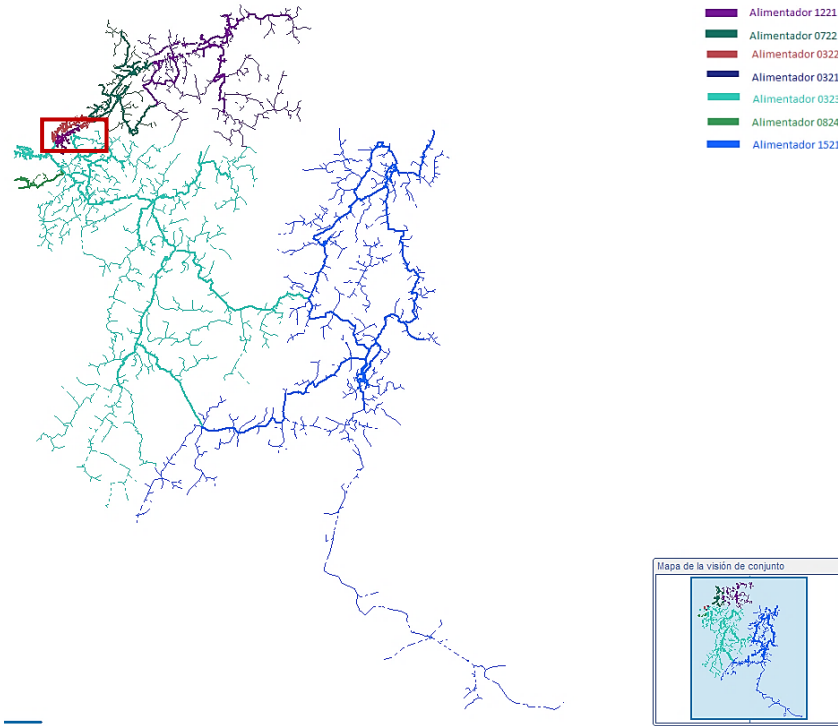 Alimentador 1221
Alimentador 0722
Alimentador 0322
Alimentador 0321
Alimentador 0323
Alimentador 0824
Alimentador 1521
Mapa de la visión de conjunto